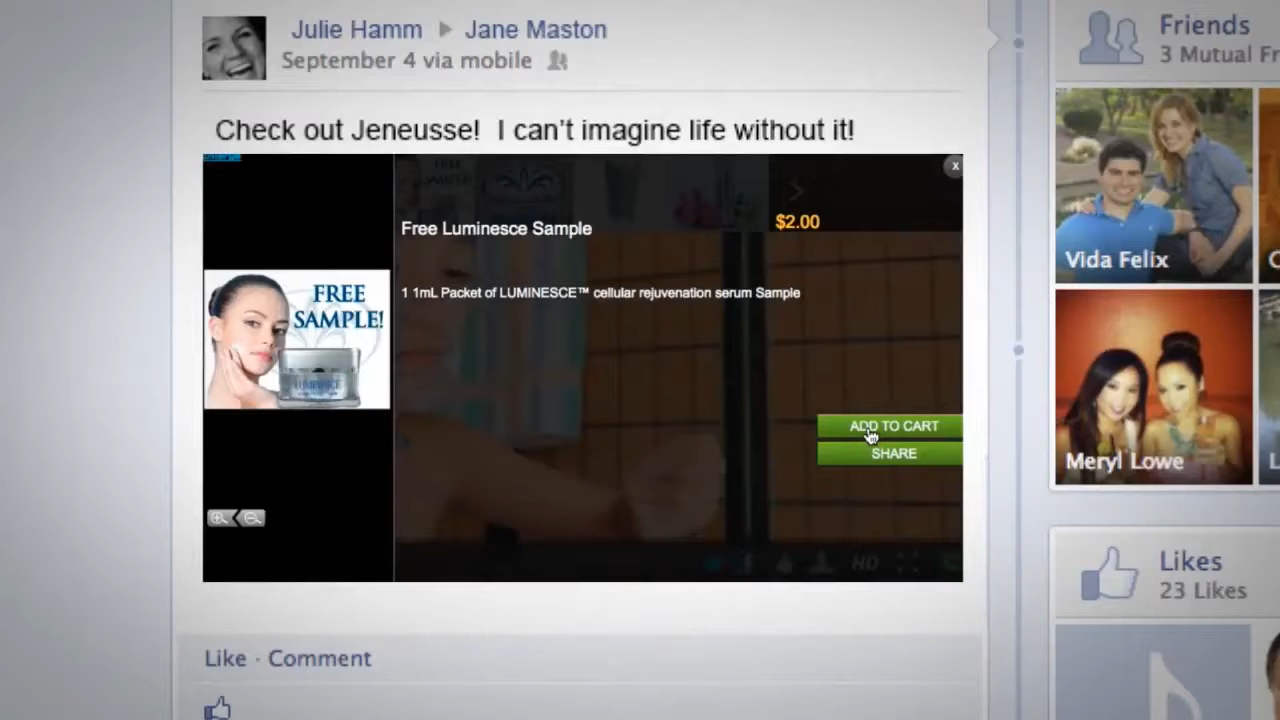 Julie Hamm ▶ Jane Maston
September 4 via mobile
Check out Jeneusse!  I can't imagine life without it!
x
$2.00
Free Luminesce Sample
1 1mL Packet of LUMINESCE™ cellular rejuvenation serum Sample
FREE
SAMPLE!
LUMINESCE
ADD TO CART
SHARE
HD
Like · Comment
Friends
3 Mutual Fr
Vida Felix
Meryl Lowe
Likes
23 Likes